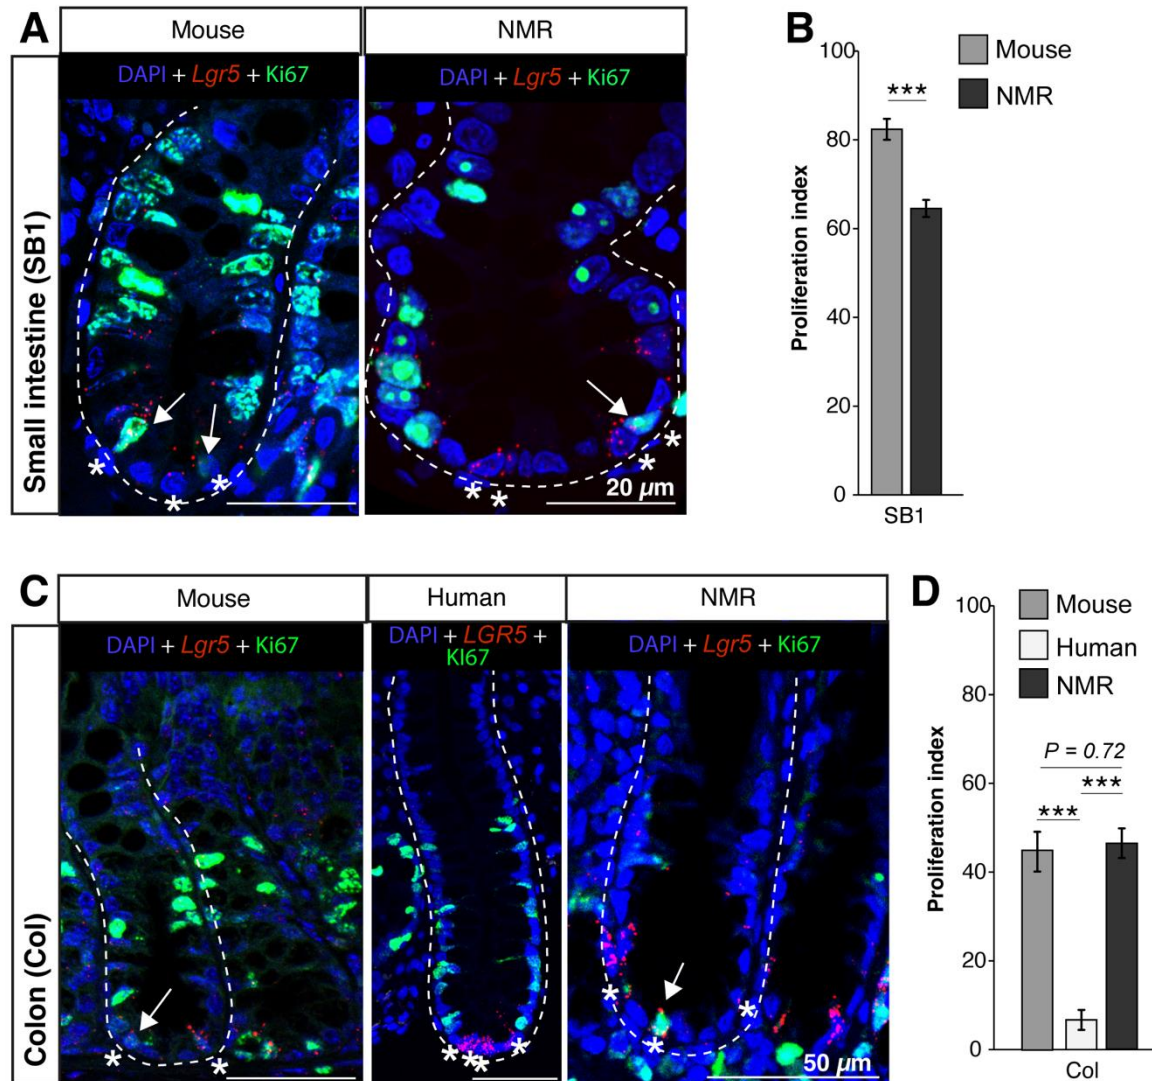 A
Mouse
NMR
DAPI + Lgr5 + Ki67
DAPI + Lgr5 + Ki67
Small intestine (SB1)
* * *
* * * *
20 µm
B
Mouse
NMR
***
Proliferation index
100
80
60
40
20
0
SB1
C
Mouse
Human
NMR
DAPI + Lgr5 + Ki67
DAPI + LGR5 +
KI67
DAPI + Lgr5 + Ki67
Colon (Col)
* *
* * * *
* * *
50 µm
D
Mouse
Human
NMR
P = 0.72
***
***
Proliferation index
100
80
60
40
20
0
Col